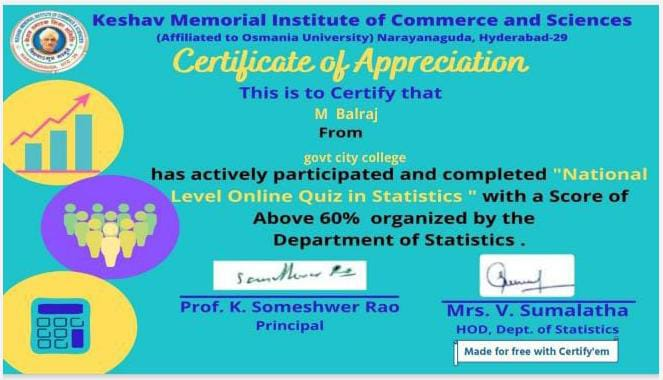 Keshav Memorial Institute of Commerce and Sciences
(Affiliated to Osmania University) Narayanaguda, Hyderabad-29
Certificate of Appreciation
This is to Certify that
M Balraj
From
govt city college
has actively participated and completed "National
Level Online Quiz in Statistics " with a Score of
Above 60% organized by the
Department of Statistics .
Prof. K. Someshwer Rao
Principal
Mrs. V. Sumalatha
HOD, Dept. of Statistics
Made for free with Certify'em